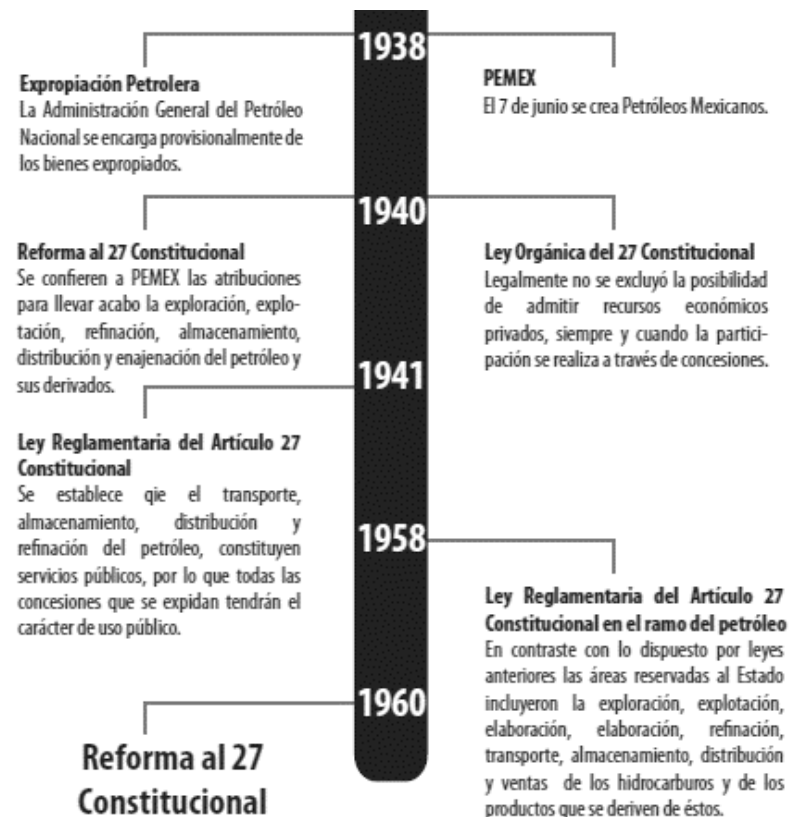 1938
Expropiación Petrolera
La Administración General del Petróleo
Nacional se encarga provisionalmente de
los bienes expropiados.
PEMEX
El 7 de junio se crea Petróleos Mexicanos.
1940
Reforma al 27 Constitucional
Se confieren a PEMEX las atribuciones
para llevar acabo la exploración, explo-
tación, refinación, almacenamiento,
distribución y enajenación del petróleo y
sus derivados.
Ley Orgánica del 27 Constitucional
Legalmente no se excluyó la posibilidad
de admitir recursos económicos
privados, siempre y cuando la partici-
pación se realiza a través de concesiones.
1941
Ley Reglamentaria del Artículo 27
Constitucional
Se establece qie el transporte,
almacenamiento, distribución y
refinación del petróleo, constituyen
servicios públicos, por lo que todas las
concesiones que se expidan tendrán el
carácter de uso público.
1958
Ley Reglamentaria del Artículo 27
Constitucional en el ramo del petróleo
En contraste con lo dispuesto por leyes
anteriores las áreas reservadas al Estado
incluyeron la exploración, explotación,
elaboración, elaboración, refinación,
transporte, almacenamiento, distribución
y ventas de los hidrocarburos y de los
productos que se deriven de éstos.
1960
Reforma al 27
Constitucional